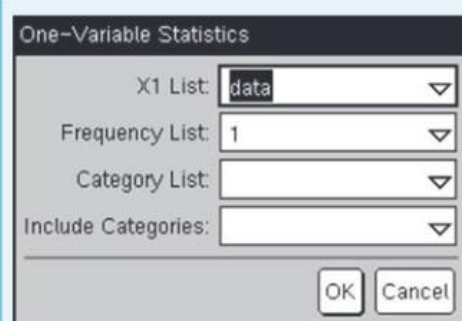 One-Variable Statistics
X1 List: data
Frequency List: 1
Category List:
Include Categories:
OK Cancel